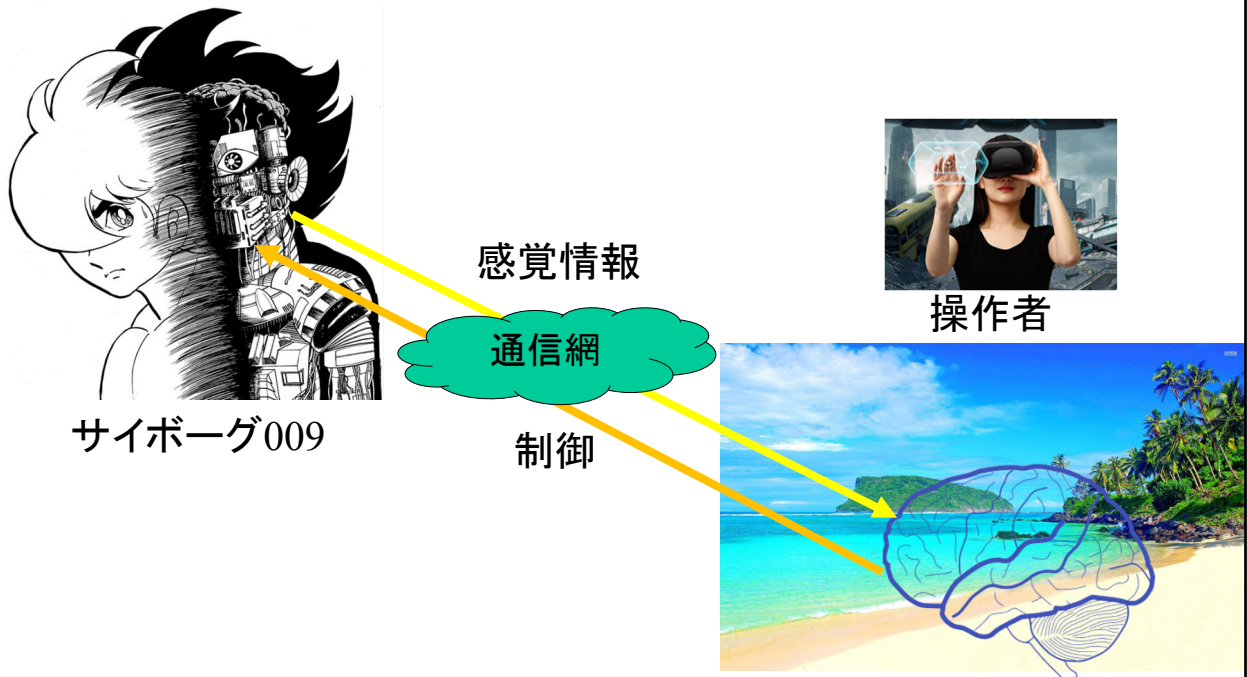 感覚情報
操作者
通信網
サイボーグ009
制御